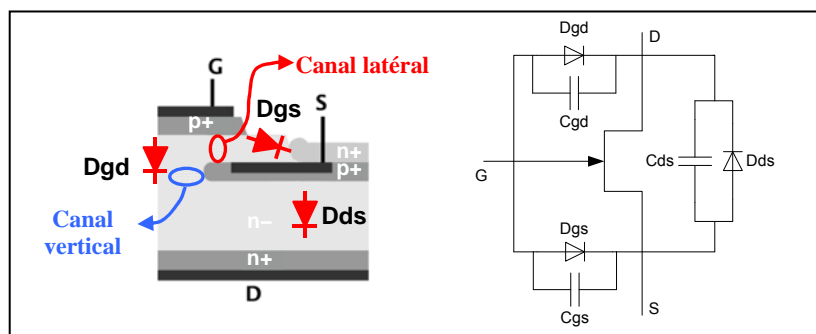 Canal latéral
G
Dgs
S
p+
n+
p+
Dgd
n−
Dds
Canal
vertical
n+
D
Dgd
D
Cgd
G
Cds
Dds
Dgs
Cgs
S